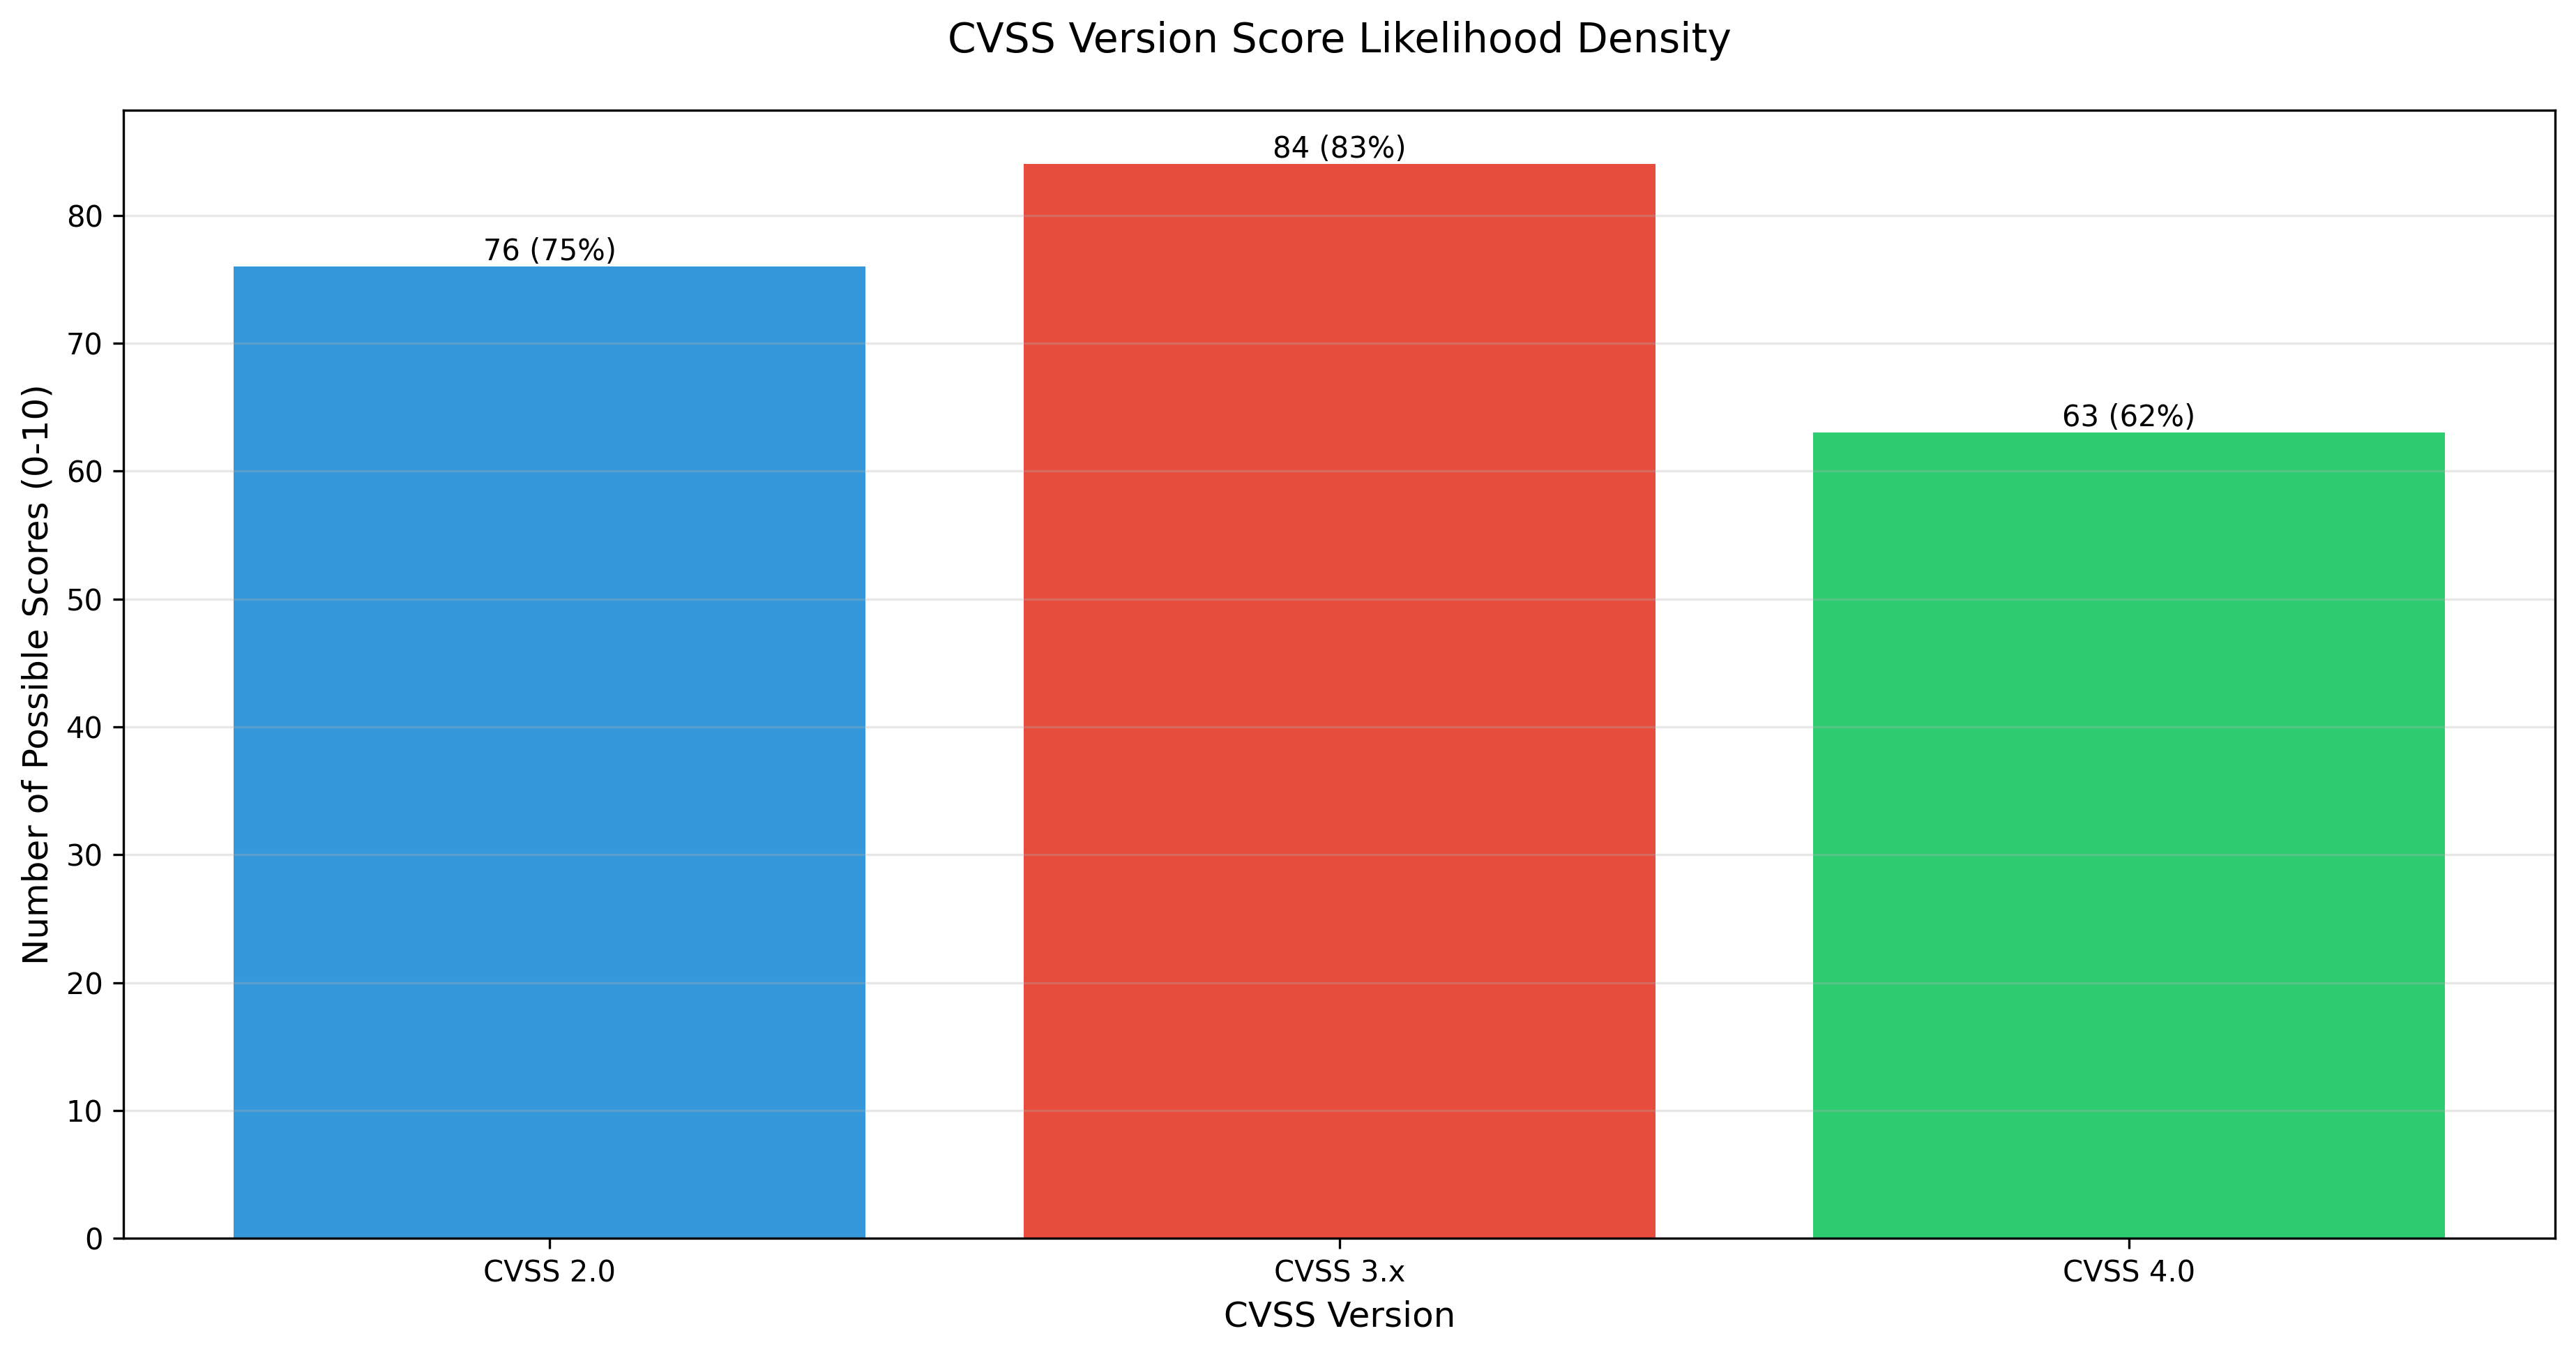 CVSS Version Score Likelihood Density
Number of Possible Scores (0-10)
80
70
60
50
40
30
20
10
0
76 (75%)
84 (83%)
63 (62%)
CVSS 2.0
CVSS 3.x
CVSS 4.0
CVSS Version